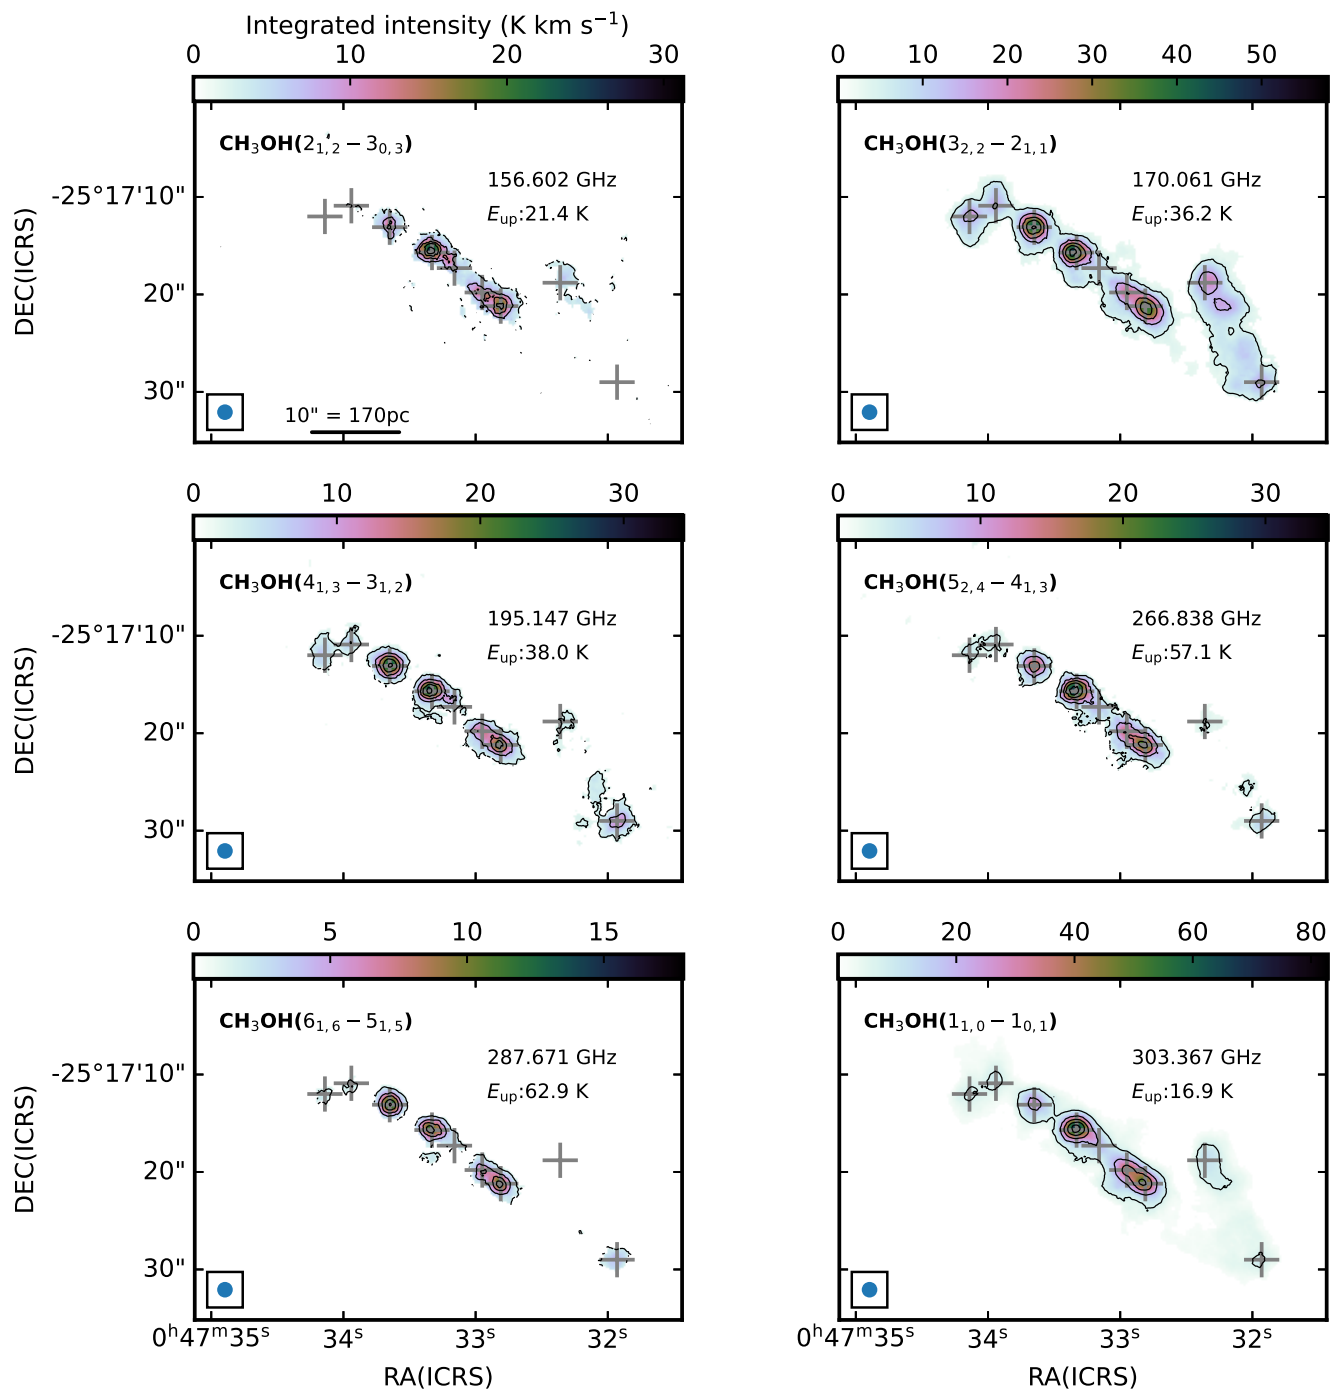 Integrated intensity (K km s⁻¹)
0 10 20 30
0 10 20 30 40 50
CH₃OH(2₁,₂ − 3₀,₃)
156.602 GHz
E_up:21.4 K
CH₃OH(3₂,₂ − 2₁,₁)
170.061 GHz
E_up:36.2 K
-25°17'10"
20"
30"
DEC(ICRS)
10" = 170pc
0 10 20 30
0 10 20 30
CH₃OH(4₁,₃ − 3₁,₂)
195.147 GHz
E_up:38.0 K
CH₃OH(5₂,₄ − 4₁,₃)
266.838 GHz
E_up:57.1 K
-25°17'10"
20"
30"
DEC(ICRS)
0 5 10 15
0 20 40 60 80
CH₃OH(6₁,₆ − 5₁,₅)
287.671 GHz
E_up:62.9 K
CH₃OH(1₁,₀ − 1₀,₁)
303.367 GHz
E_up:16.9 K
-25°17'10"
20"
30"
DEC(ICRS)
0ʰ47ᵐ35ˢ 34ˢ 33ˢ 32ˢ
0ʰ47ᵐ35ˢ 34ˢ 33ˢ 32ˢ
RA(ICRS)
RA(ICRS)